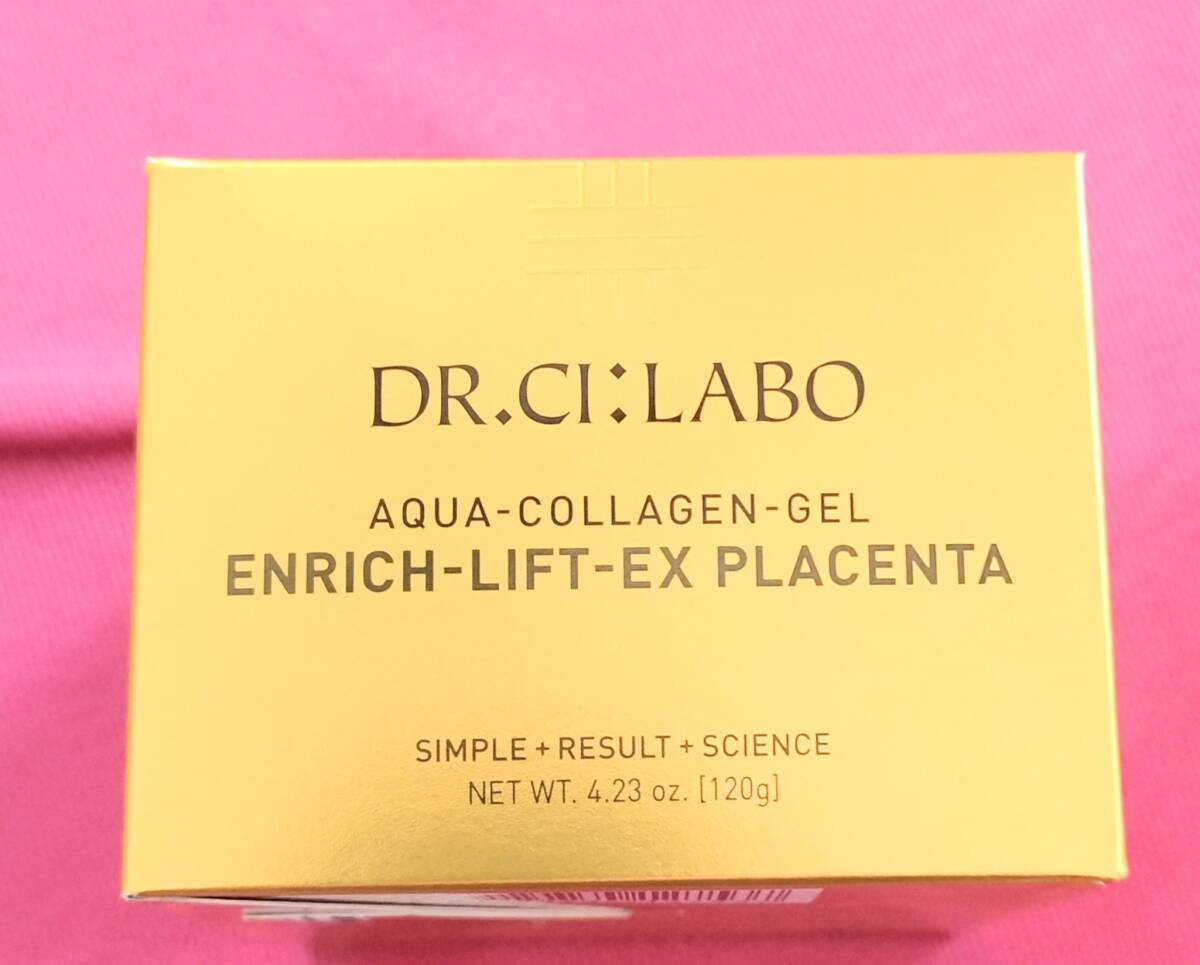 DR.CI:LABO
AQUA-COLLAGEN-GEL
ENRICH-LIFT-EX PLACENTA
SIMPLE + RESULT + SCIENCE
NET WT. 4.23 oz. [120g]